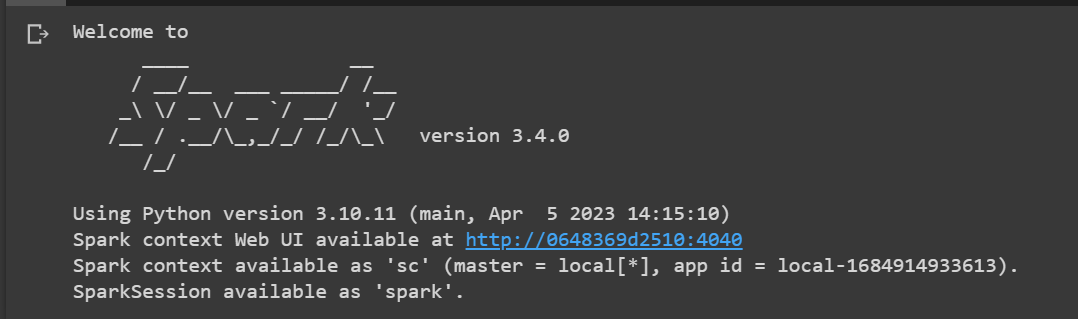 Welcome to
      ____              __
     / __/__  ___ _____/ /__
    _\ \/ _ \/ _ `/ __/  '_/
   /__ / .__/\_,_/_/ /_/\_\   version 3.4.0
      /_/
Using Python version 3.10.11 (main, Apr  5 2023 14:15:10)
Spark context Web UI available at http://0648369d2510:4040
Spark context available as 'sc' (master = local[*], app id = local-1684914933613).
SparkSession available as 'spark'.